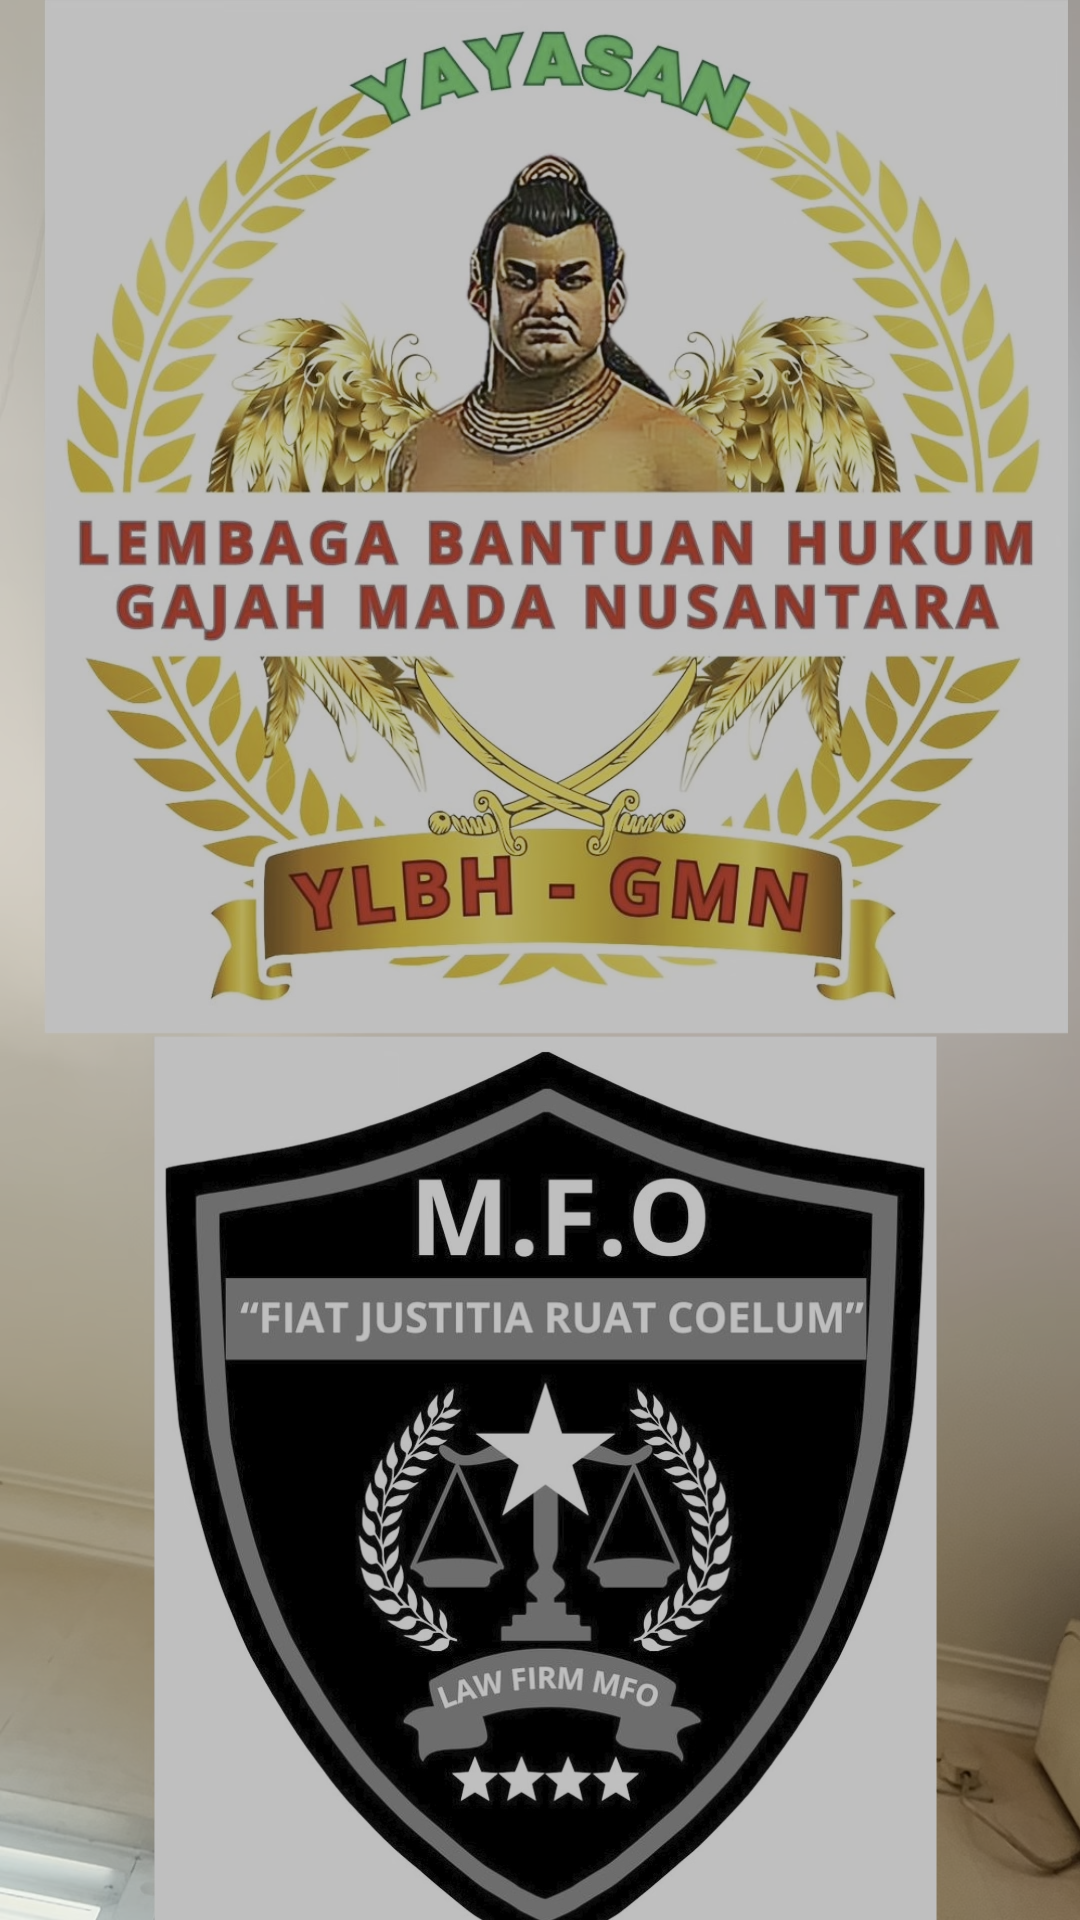 YAYASAN
LEMBAGA BANTUAN HUKUM
GAJAH MADA NUSANTARA
YLBH - GMN
M.F.O
“FIAT JUSTITIA RUAT COELUM”
LAW FIRM MFO